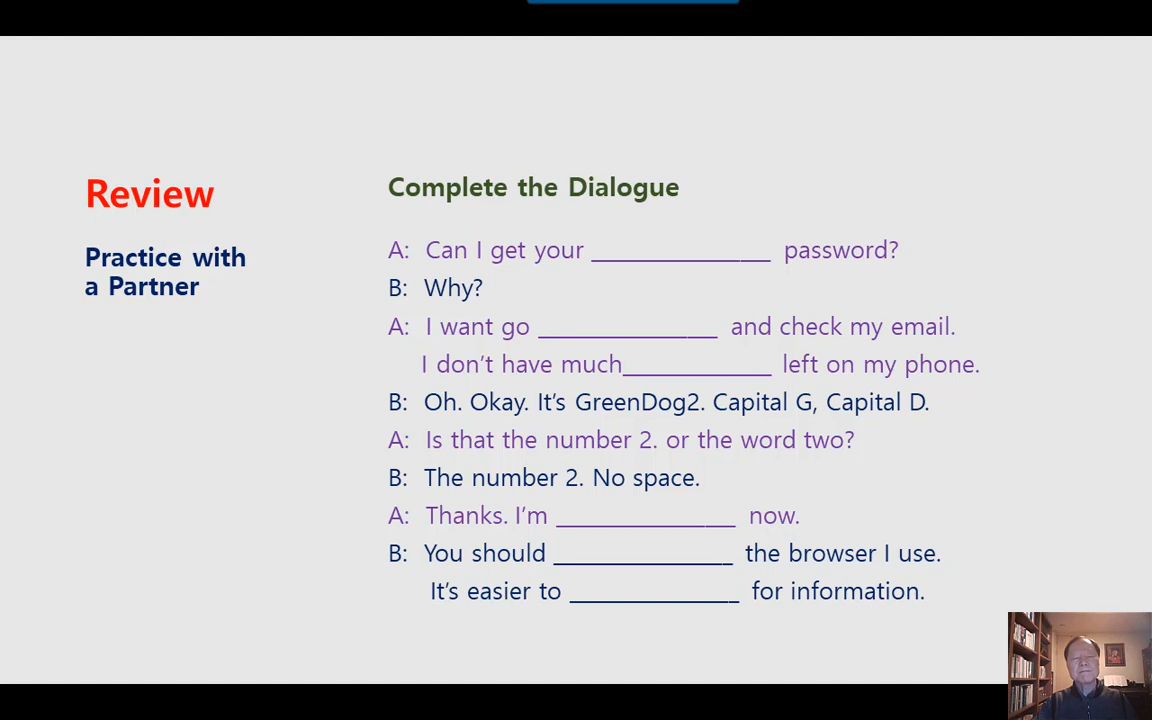 Review
Practice with
a Partner
Complete the Dialogue
A: Can I get your _______________ password?
B: Why?
A: I want go _______________ and check my email.
I don't have much_____________ left on my phone.
B: Oh. Okay. It's GreenDog2. Capital G, Capital D.
A: Is that the number 2. or the word two?
B: The number 2. No space.
A: Thanks. I'm _______________ now.
B: You should _______________ the browser I use.
It's easier to ______________ for information.